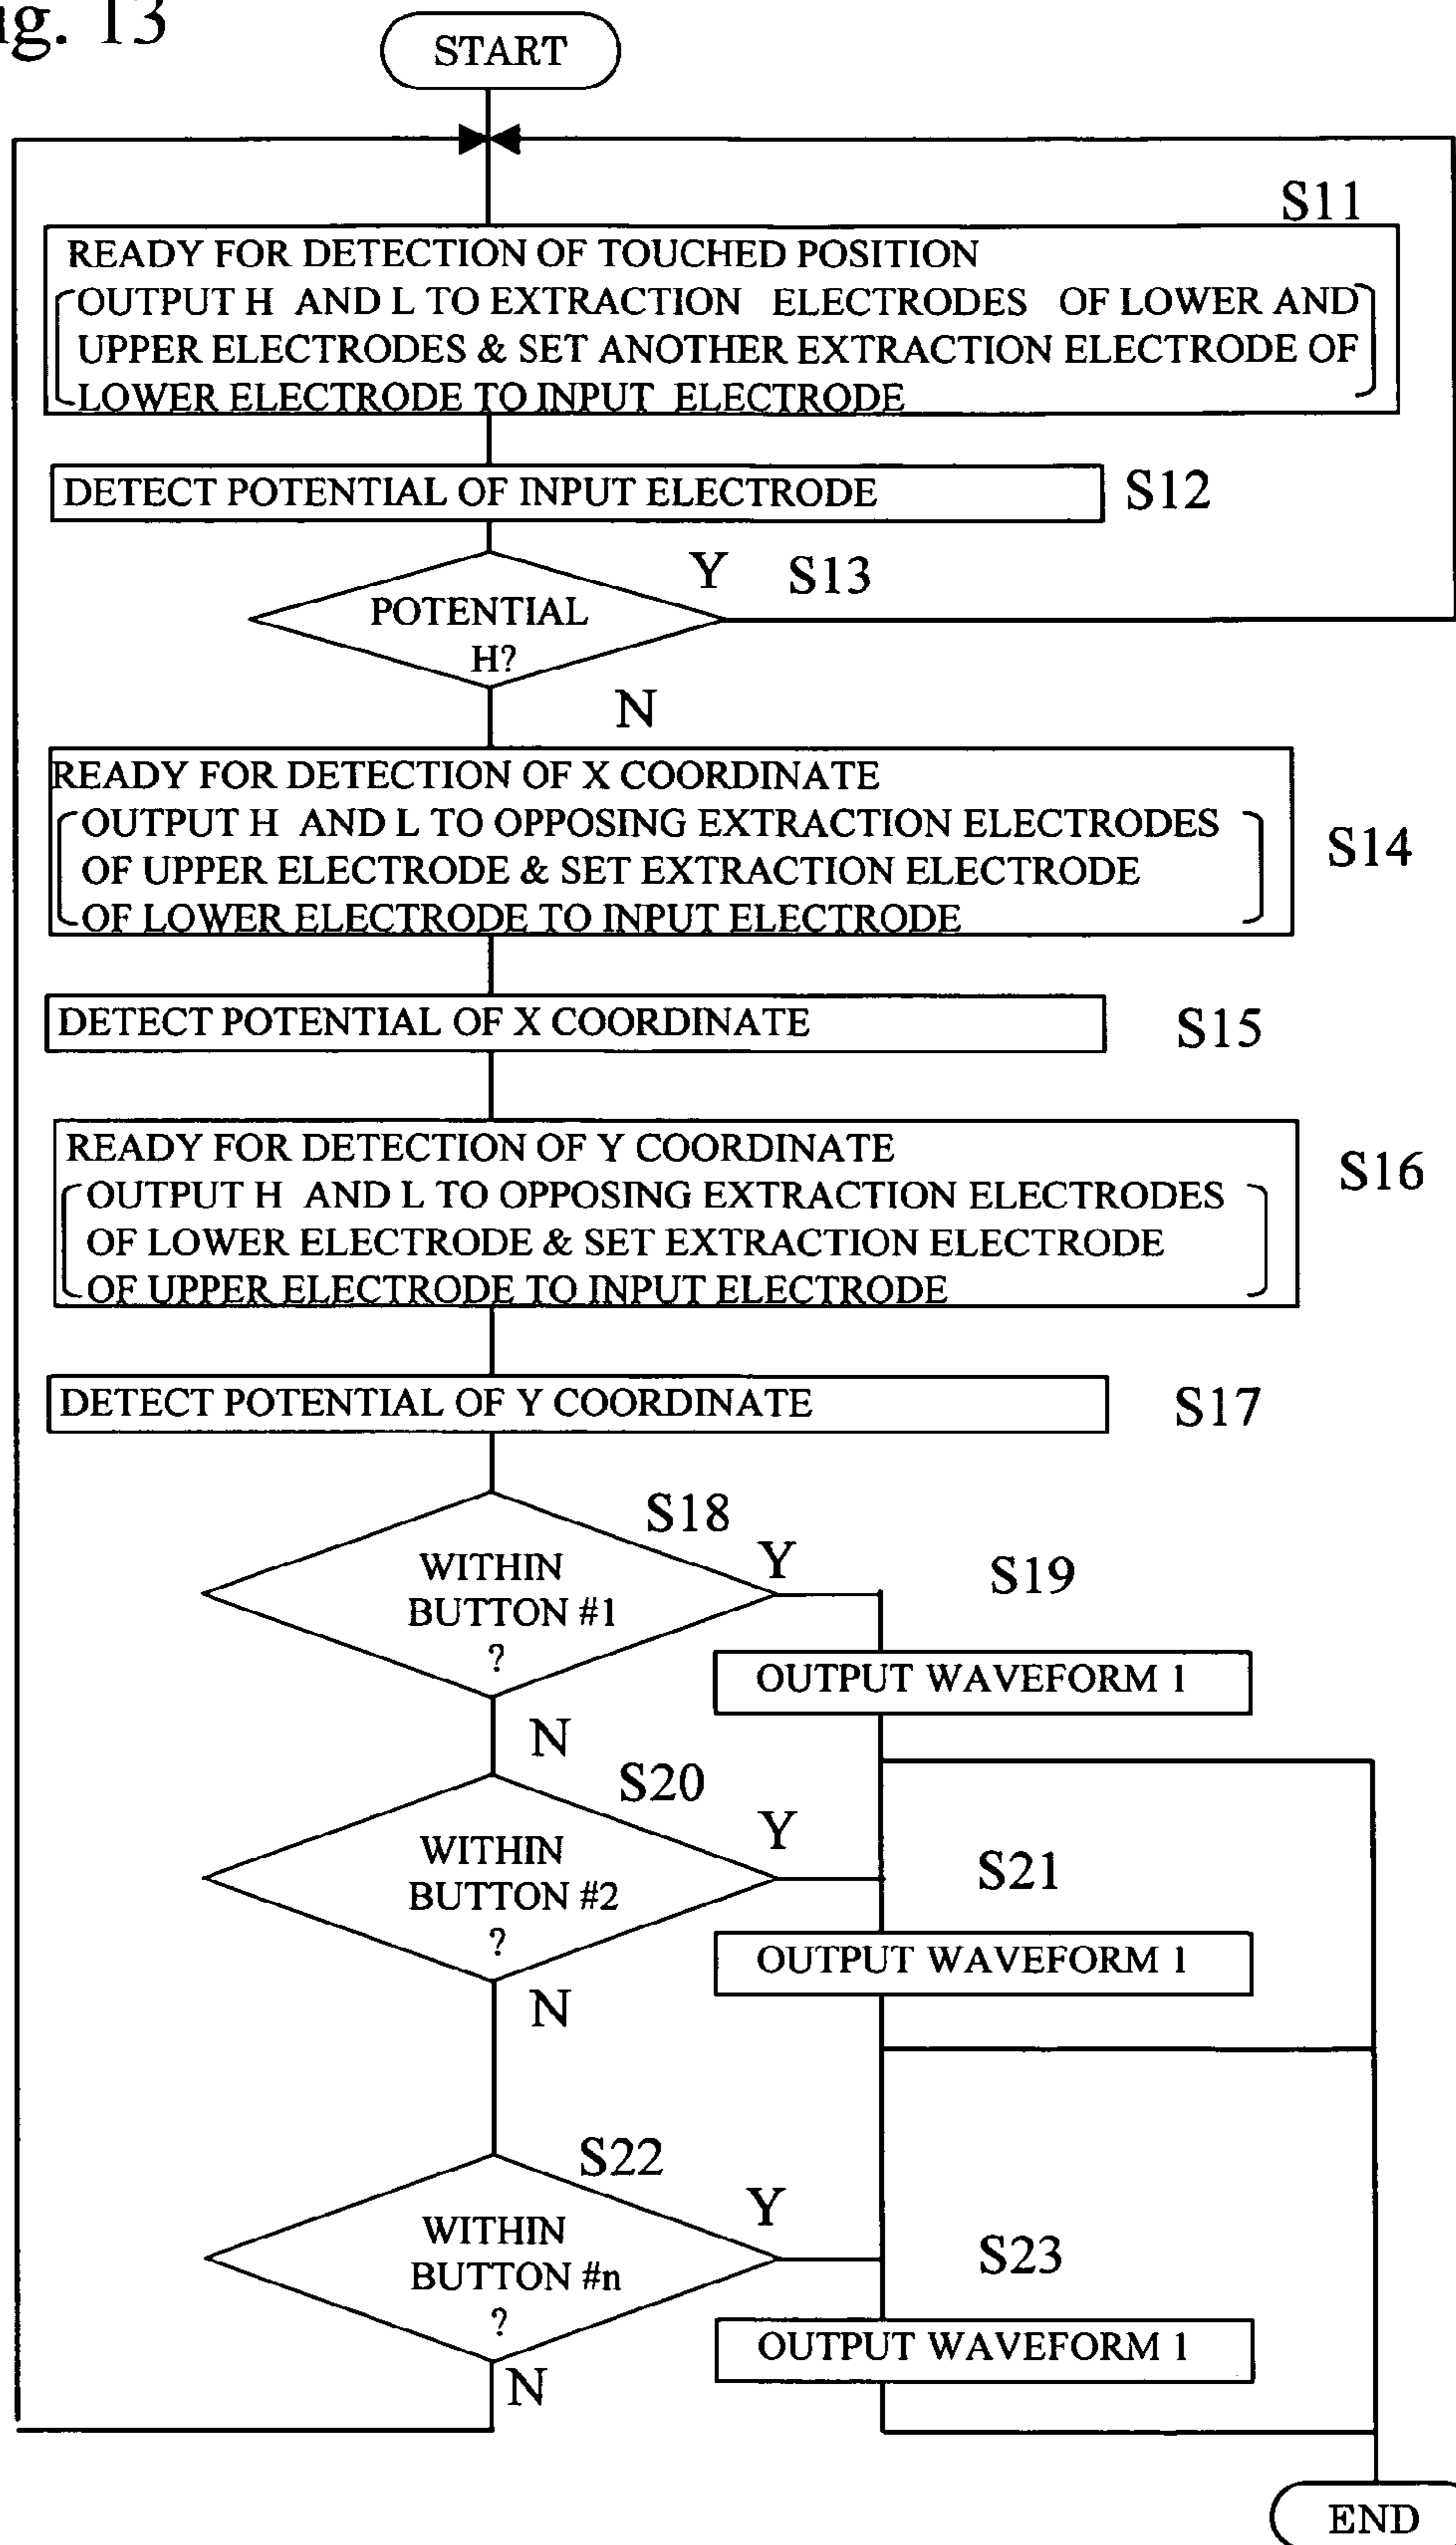 ig. 13
START
S11
READY FOR DETECTION OF TOUCHED POSITION
OUTPUT H AND L TO EXTRACTION ELECTRODES OF LOWER AND
UPPER ELECTRODES & SET ANOTHER EXTRACTION ELECTRODE OF
LOWER ELECTRODE TO INPUT ELECTRODE
DETECT POTENTIAL OF INPUT ELECTRODE
S12
Y
S13
POTENTIAL
H?
N
READY FOR DETECTION OF X COORDINATE
OUTPUT H AND L TO OPPOSING EXTRACTION ELECTRODES
OF UPPER ELECTRODE & SET EXTRACTION ELECTRODE
OF LOWER ELECTRODE TO INPUT ELECTRODE
S14
DETECT POTENTIAL OF X COORDINATE
S15
READY FOR DETECTION OF Y COORDINATE
OUTPUT H AND L TO OPPOSING EXTRACTION ELECTRODES
OF LOWER ELECTRODE & SET EXTRACTION ELECTRODE
OF UPPER ELECTRODE TO INPUT ELECTRODE
S16
DETECT POTENTIAL OF Y COORDINATE
S17
S18
WITHIN
BUTTON #1
?
Y
S19
OUTPUT WAVEFORM 1
N
S20
WITHIN
BUTTON #2
?
Y
S21
OUTPUT WAVEFORM 1
N
S22
WITHIN
BUTTON #n
?
Y
S23
OUTPUT WAVEFORM 1
N
END